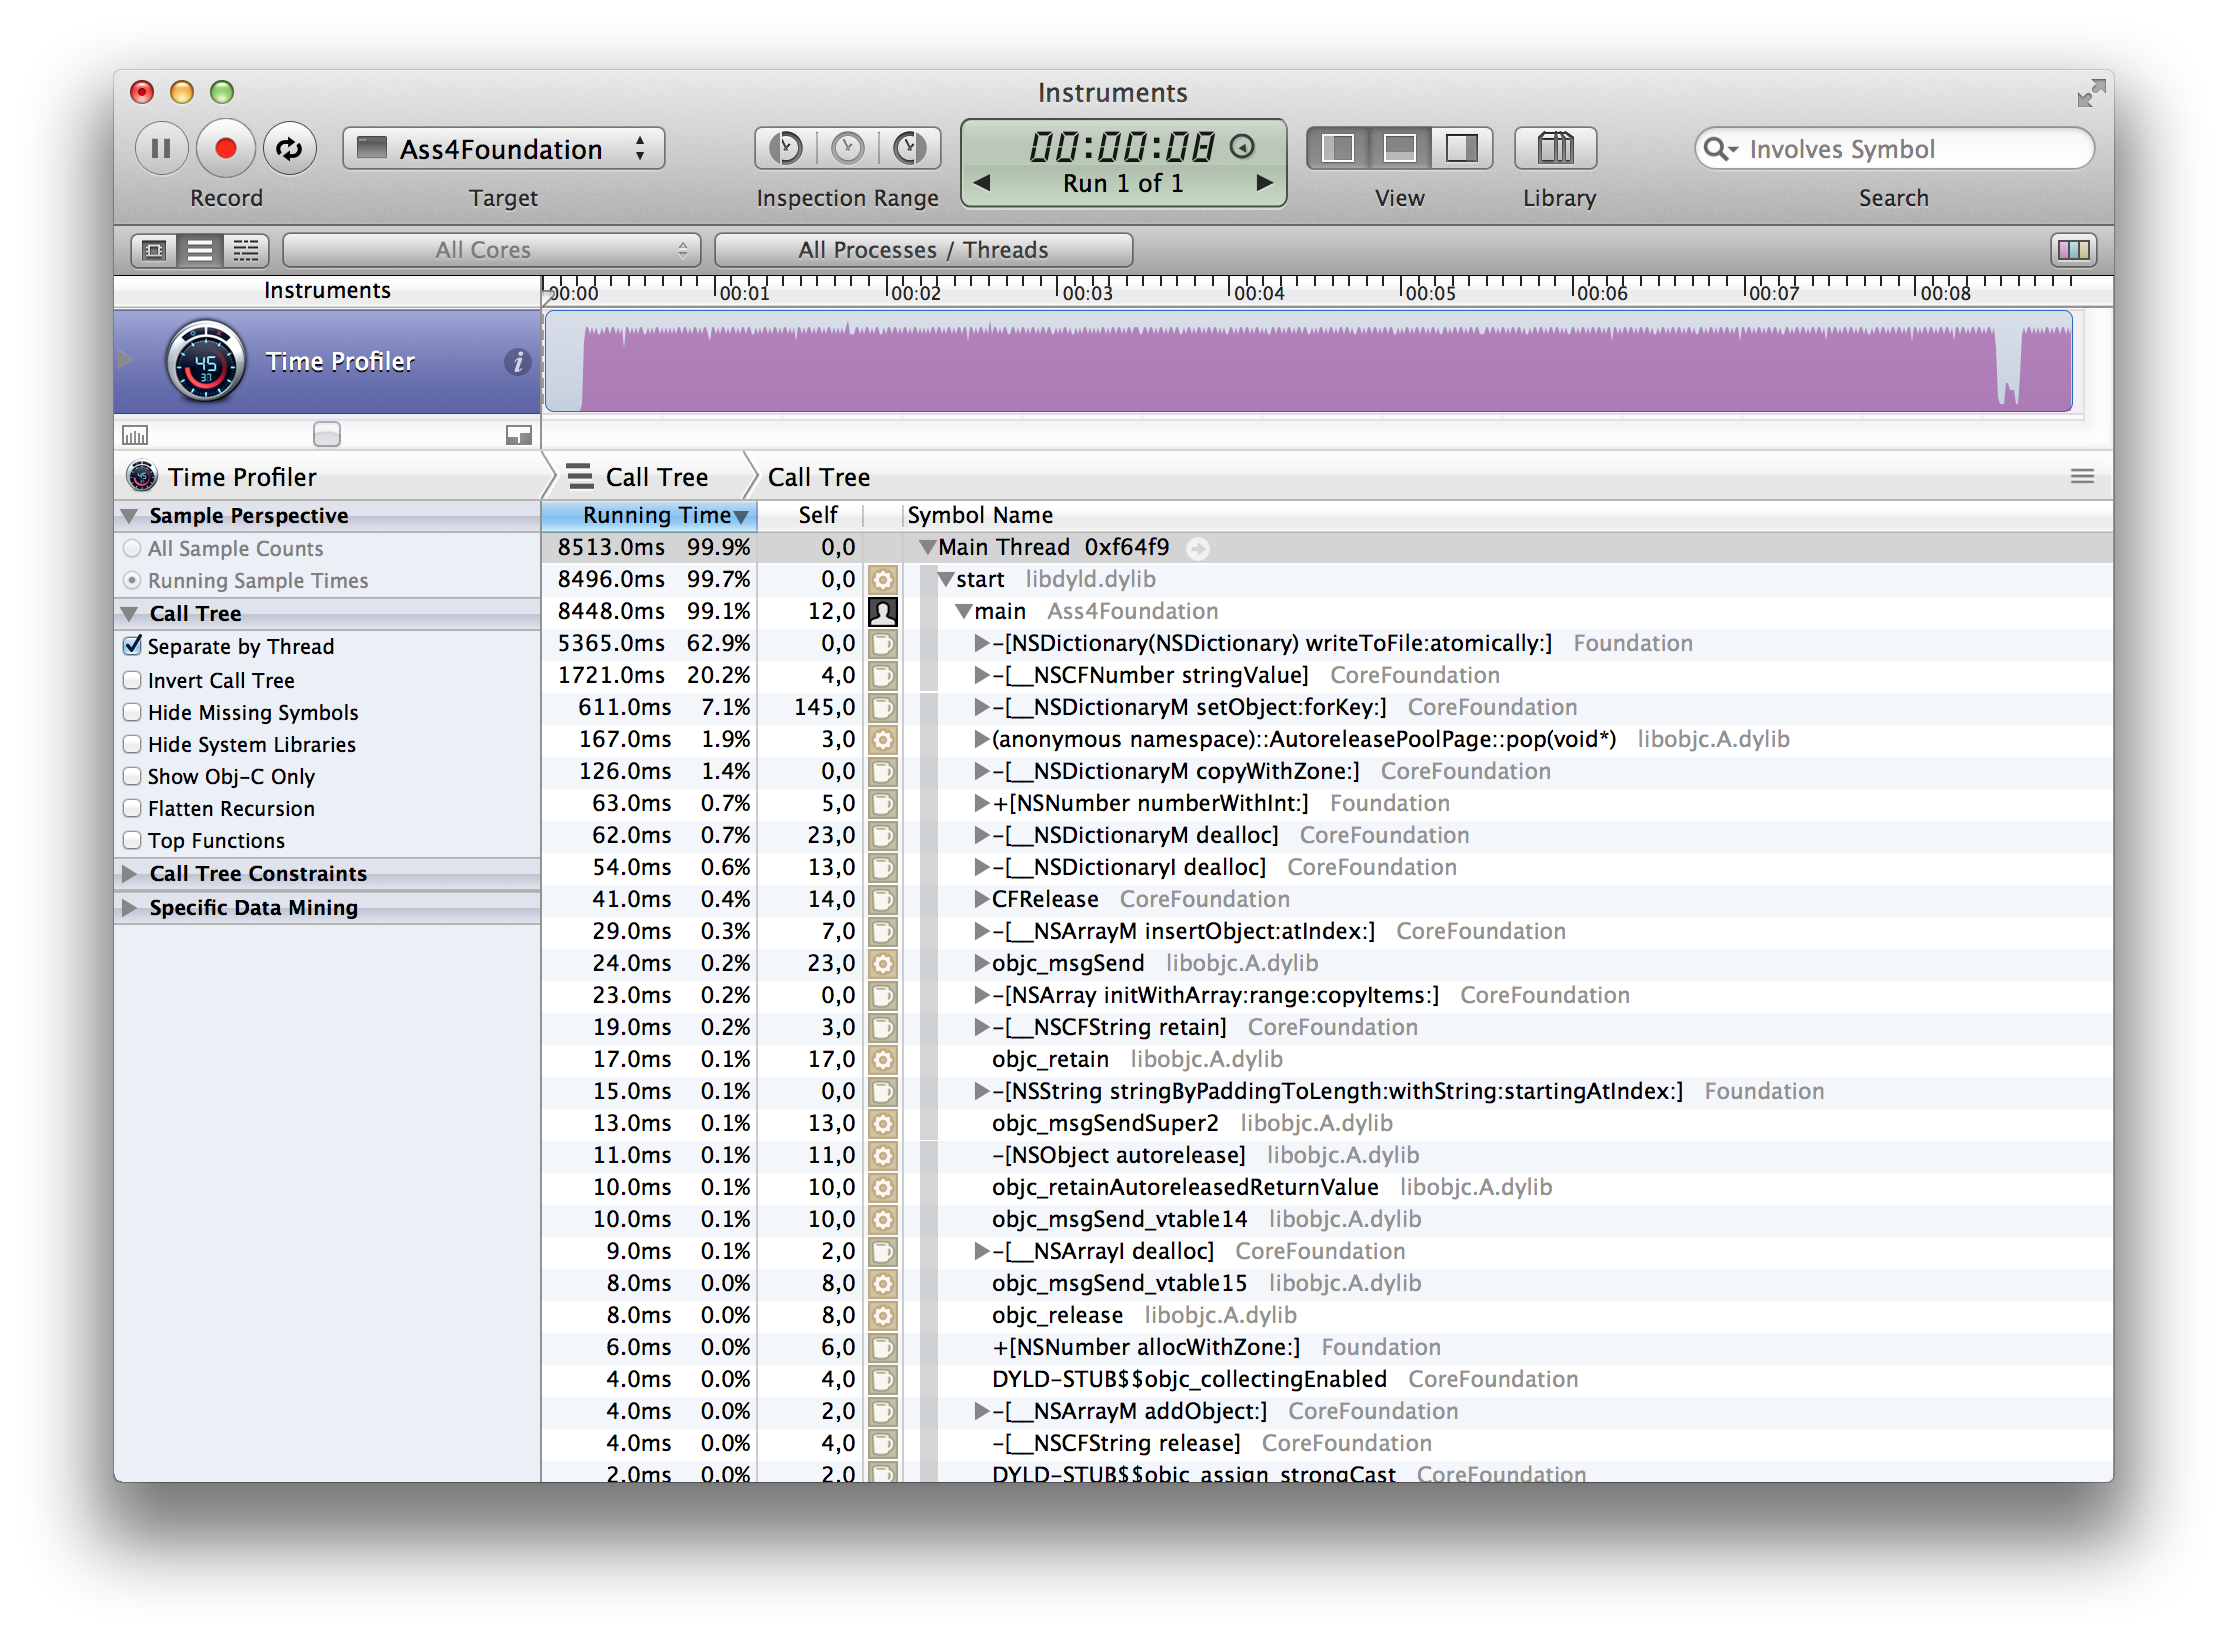 Instruments
Record
Ass4Foundation
Target
Inspection Range
00:00:08
Run 1 of 1
View
Library
Involves Symbol
Search
All Cores
All Processes / Threads
Instruments
00:00 00:01 00:02 00:03 00:04 00:05 00:06 00:07 00:08
45
37
Time Profiler
i
Time Profiler
Call Tree
Call Tree
Sample Perspective
All Sample Counts
Running Sample Times
Call Tree
Separate by Thread
Invert Call Tree
Hide Missing Symbols
Hide System Libraries
Show Obj-C Only
Flatten Recursion
Top Functions
Call Tree Constraints
Specific Data Mining
Running Time Self Symbol Name
8513.0ms 99.9% 0,0 Main Thread 0xf64f9
8496.0ms 99.7% 0,0 start libdyld.dylib
8448.0ms 99.1% 12,0 main Ass4Foundation
5365.0ms 62.9% 0,0 -[NSDictionary(NSDictionary) writeToFile:atomically:] Foundation
1721.0ms 20.2% 4,0 -[__NSCFNumber stringValue] CoreFoundation
611.0ms 7.1% 145,0 -[__NSDictionaryM setObject:forKey:] CoreFoundation
167.0ms 1.9% 3,0 (anonymous namespace)::AutoreleasePoolPage::pop(void*) libobjc.A.dylib
126.0ms 1.4% 0,0 -[__NSDictionaryM copyWithZone:] CoreFoundation
63.0ms 0.7% 5,0 +[NSNumber numberWithInt:] Foundation
62.0ms 0.7% 23,0 -[__NSDictionaryM dealloc] CoreFoundation
54.0ms 0.6% 13,0 -[__NSDictionaryI dealloc] CoreFoundation
41.0ms 0.4% 14,0 CFRelease CoreFoundation
29.0ms 0.3% 7,0 -[__NSArrayM insertObject:atIndex:] CoreFoundation
24.0ms 0.2% 23,0 objc_msgSend libobjc.A.dylib
23.0ms 0.2% 0,0 -[NSArray initWithArray:range:copyItems:] CoreFoundation
19.0ms 0.2% 3,0 -[__NSCFString retain] CoreFoundation
17.0ms 0.1% 17,0 objc_retain libobjc.A.dylib
15.0ms 0.1% 0,0 -[NSString stringByPaddingToLength:withString:startingAtIndex:] Foundation
13.0ms 0.1% 13,0 objc_msgSendSuper2 libobjc.A.dylib
11.0ms 0.1% 11,0 -[NSObject autorelease] libobjc.A.dylib
10.0ms 0.1% 10,0 objc_retainAutoreleasedReturnValue libobjc.A.dylib
10.0ms 0.1% 10,0 objc_msgSend_vtable14 libobjc.A.dylib
9.0ms 0.1% 2,0 -[__NSArrayI dealloc] CoreFoundation
8.0ms 0.0% 8,0 objc_msgSend_vtable15 libobjc.A.dylib
8.0ms 0.0% 8,0 objc_release libobjc.A.dylib
6.0ms 0.0% 6,0 +[NSNumber allocWithZone:] Foundation
4.0ms 0.0% 4,0 DYLD-STUB$$objc_collectingEnabled CoreFoundation
4.0ms 0.0% 2,0 -[__NSArrayM addObject:] CoreFoundation
4.0ms 0.0% 4,0 -[__NSCFString release] CoreFoundation
2.0ms 0.0% 2,0 DYLD-STUB$$objc_assign_strongCast CoreFoundation